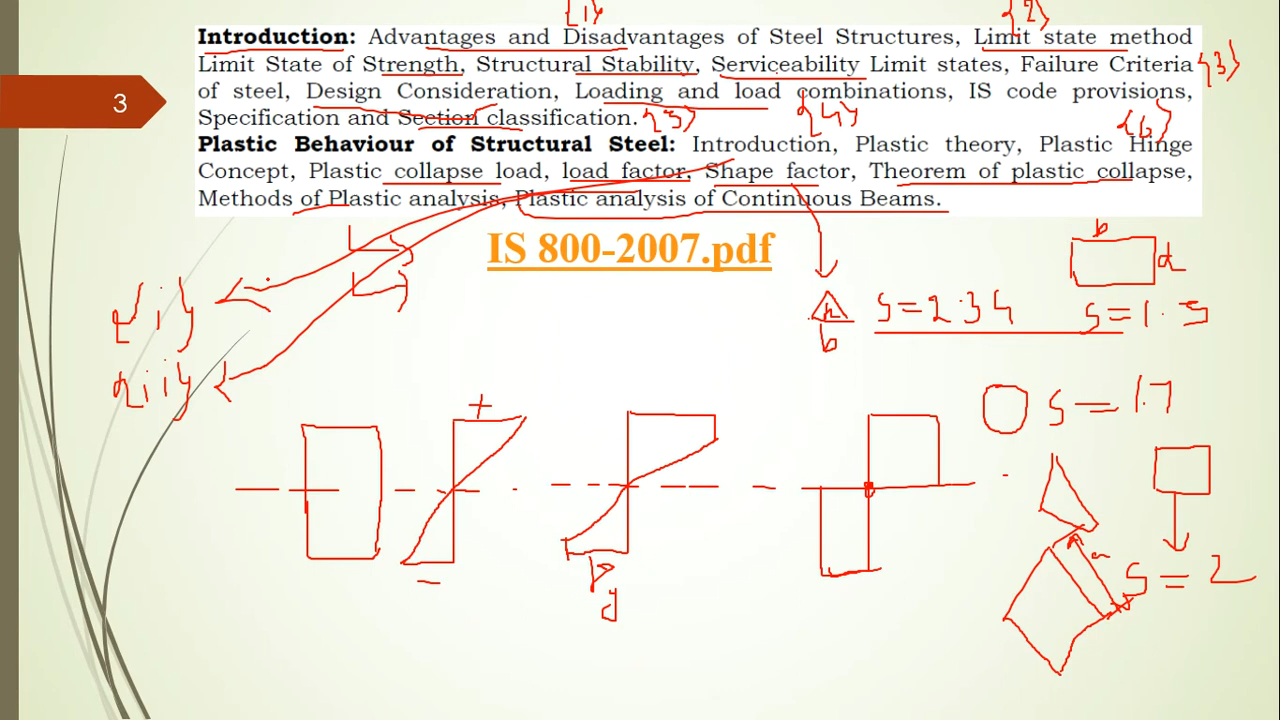 {1}
{2}
Introduction: Advantages and Disadvantages of Steel Structures, Limit state method
Limit State of Strength, Structural Stability, Serviceability Limit states, Failure Criteria
{3}
of steel, Design Consideration, Loading and load combinations, IS code provisions,
Specification and Section classification.
{5}
{4}
{6}
Plastic Behaviour of Structural Steel: Introduction, Plastic theory, Plastic Hinge
Concept, Plastic collapse load, load factor, Shape factor, Theorem of plastic collapse,
Methods of Plastic analysis, Plastic analysis of Continuous Beams.
3
IS 800-2007.pdf
b
d
h
b
S=2.34
S=1.5
S=1.7
+
-
S=2